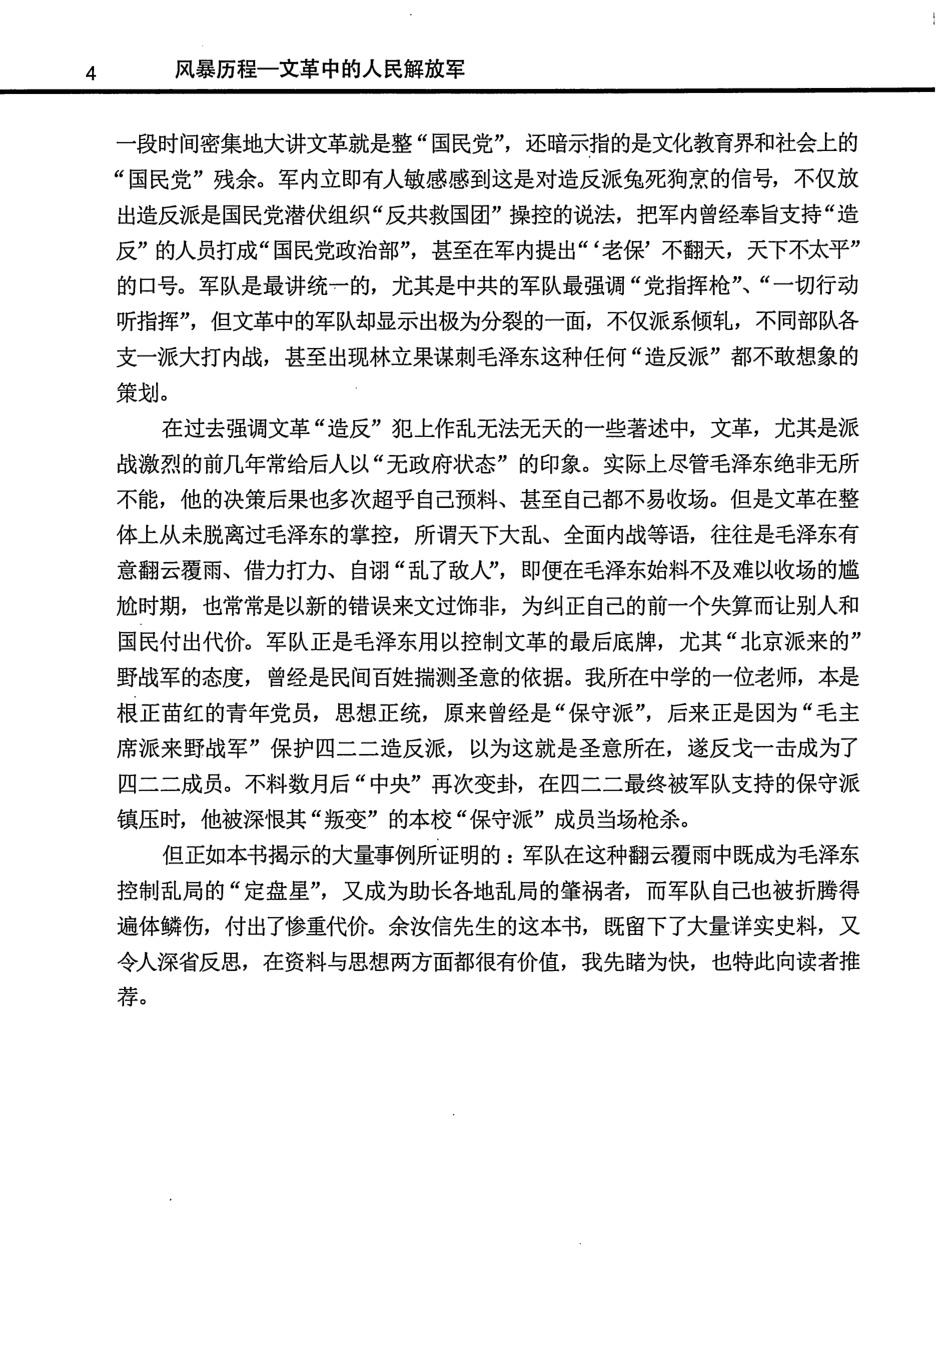 4 风暴历程—文革中的人民解放军
一段时间密集地大讲文革就是整“国民党”，还暗示指的是文化教育界和社会上的
“国民党”残余。军内立即有人敏感感到这是对造反派兔死狗烹的信号，不仅放
出造反派是国民党潜伏组织“反共救国团”操控的说法，把军内曾经奉旨支持“造
反”的人员打成“国民党政治部”，甚至在军内提出“‘老保’不翻天，天下不太平”
的口号。军队是最讲统一的，尤其是中共的军队最强调“党指挥枪”、“一切行动
听指挥”，但文革中的军队却显示出极为分裂的一面，不仅派系倾轧，不同部队各
支一派大打内战，甚至出现林立果谋刺毛泽东这种任何“造反派”都不敢想象的
策划。
在过去强调文革“造反”犯上作乱无法无天的一些著述中，文革，尤其是派
战激烈的前几年常给后人以“无政府状态”的印象。实际上尽管毛泽东绝非无所
不能，他的决策后果也多次超乎自己预料、甚至自己都不易收场。但是文革在整
体上从未脱离过毛泽东的掌控，所谓天下大乱、全面内战等语，往往是毛泽东有
意翻云覆雨、借力打力、自诩“乱了敌人”，即便在毛泽东始料不及难以收场的尴
尬时期，也常常是以新的错误来文过饰非，为纠正自己的前一个失算而让别人和
国民付出代价。军队正是毛泽东用以控制文革的最后底牌，尤其“北京派来的”
野战军的态度，曾经是民间百姓揣测圣意的依据。我所在中学的一位老师，本是
根正苗红的青年党员，思想正统，原来曾经是“保守派”，后来正是因为“毛主
席派来野战军”保护四二二造反派，以为这就是圣意所在，遂反戈一击成为了
四二二成员。不料数月后“中央”再次变卦，在四二二最终被军队支持的保守派
镇压时，他被深恨其“叛变”的本校“保守派”成员当场枪杀。
但正如本书揭示的大量事例所证明的：军队在这种翻云覆雨中既成为毛泽东
控制乱局的“定盘星”，又成为助长各地乱局的肇祸者，而军队自己也被折腾得
遍体鳞伤，付出了惨重代价。余汝信先生的这本书，既留下了大量详实史料，又
令人深省反思，在资料与思想两方面都很有价值，我先睹为快，也特此向读者推
荐。